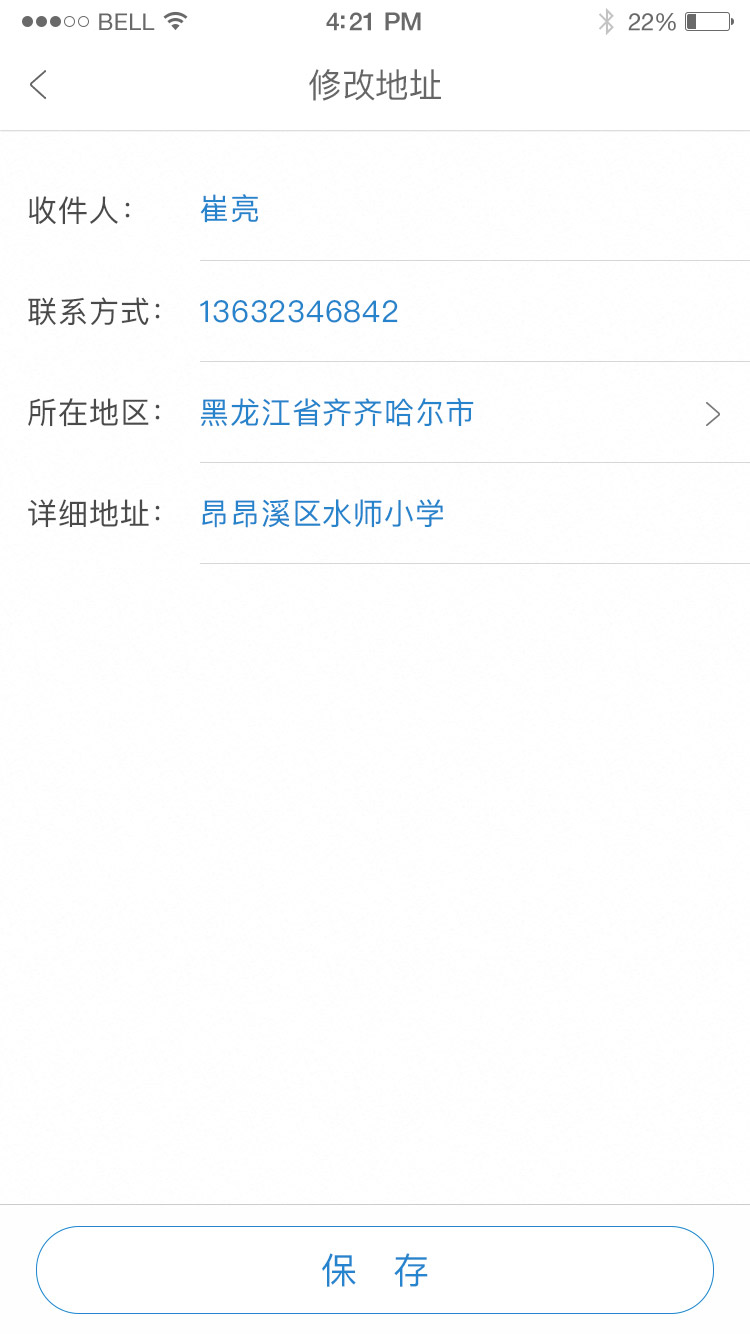 BELL 4:21 PM 22%
修改地址
收件人： 崔亮
联系方式： 13632346842
所在地区： 黑龙江省齐齐哈尔市
详细地址： 昂昂溪区水师小学
保 存